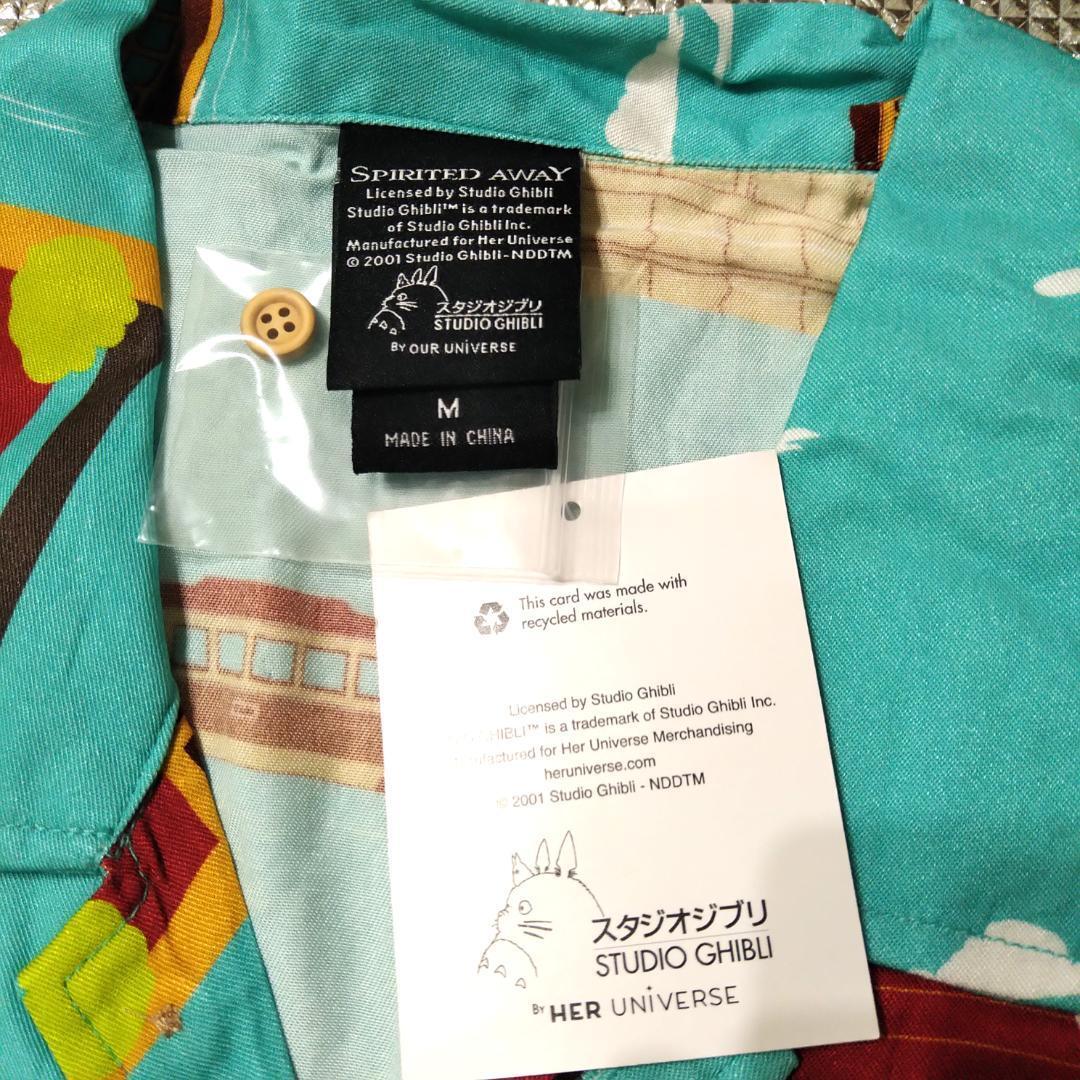 SPIRITED AWAY
Licensed by Studio Ghibli
Studio Ghibli™ is a trademark
of Studio Ghibli Inc.
Manufactured for Her Universe
© 2001 Studio Ghibli-NDDTM
スタジオジブリ
STUDIO GHIBLI
BY OUR UNIVERSE
M
MADE IN CHINA
This card was made with
recycled materials.
Licensed by Studio Ghibli
GHIBLI™ is a trademark of Studio Ghibli Inc.
Manufactured for Her Universe Merchandising
heruniverse.com
© 2001 Studio Ghibli - NDDTM
スタジオジブリ
STUDIO GHIBLI
BY HER UNIVERSE